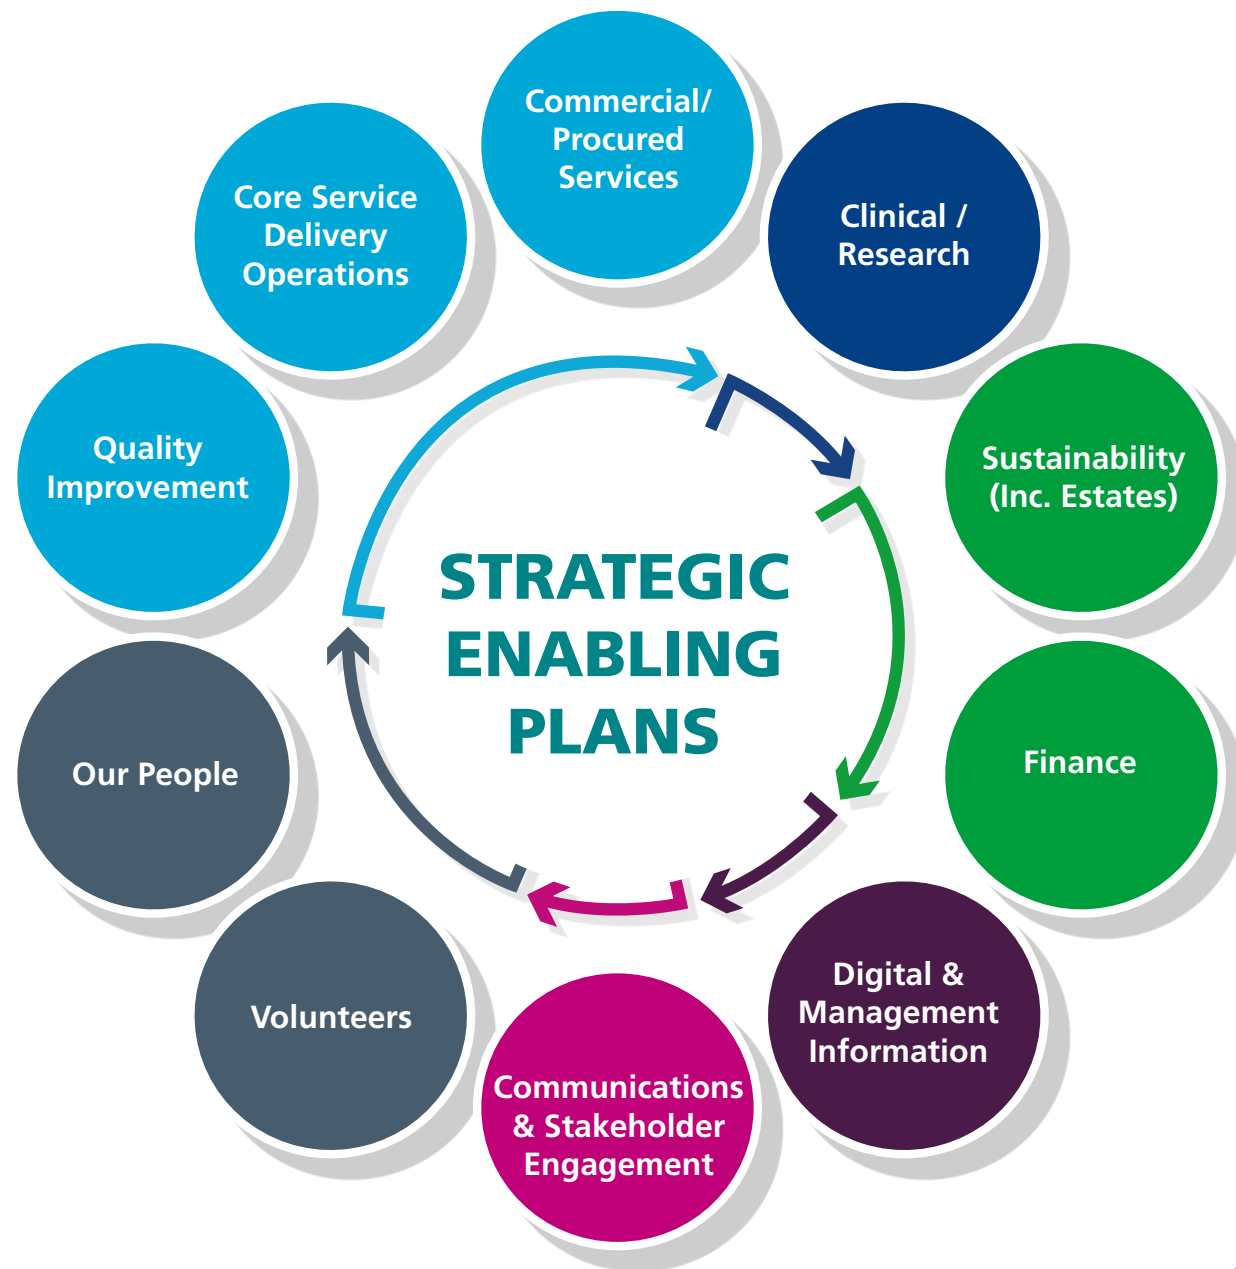 Commercial/
Procured
Services
Clinical /
Research
Sustainability
(Inc. Estates)
Finance
Digital &
Management
Information
Communications
& Stakeholder
Engagement
Volunteers
Our People
Quality
Improvement
Core Service
Delivery
Operations
STRATEGIC
ENABLING
PLANS